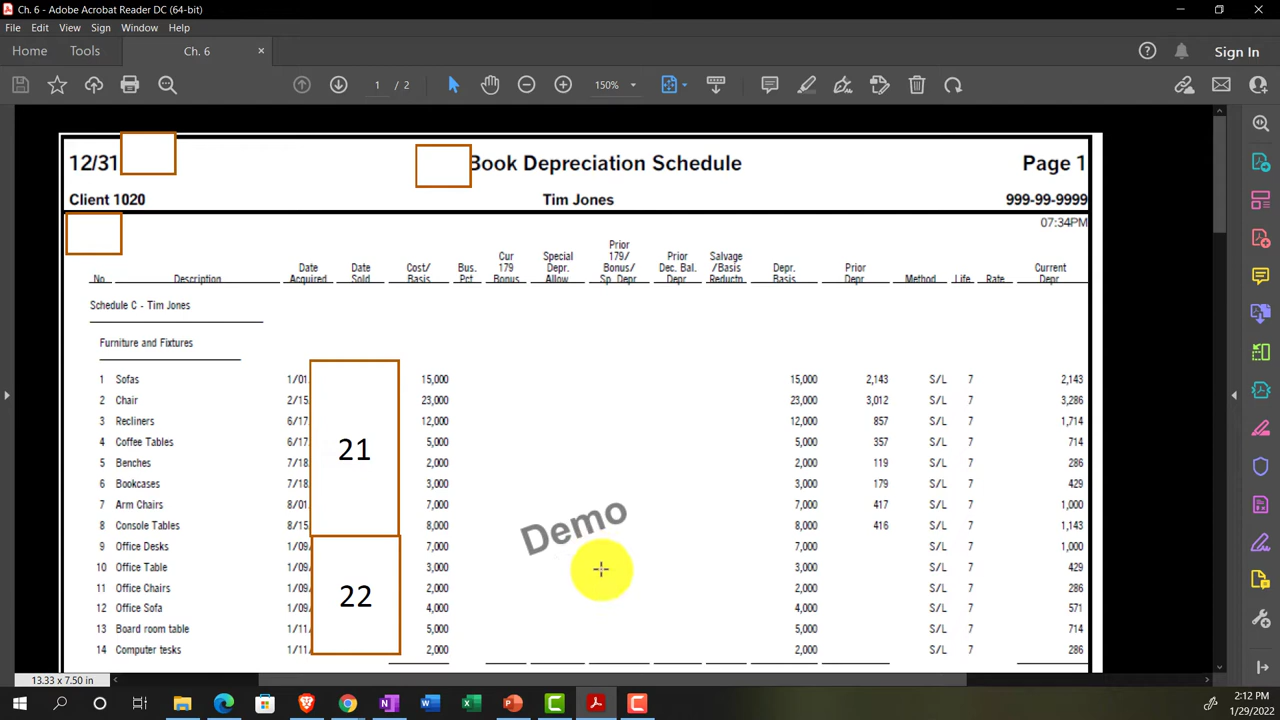 Ch. 6 - Adobe Acrobat Reader DC (64-bit)
File Edit View Sign Window Help
Home Tools Ch. 6 × Sign In
1 / 2 150%
12/31 Book Depreciation Schedule Page 1
Client 1020 Tim Jones 999-99-9999
07:34PM
No. Description Date Acquired Date Sold Cost/ Basis Bus. Pct Cur 179 Bonus Special Depr. Allow Prior 179/ Bonus/ Sp. Depr Prior Dec. Bal. Depr Salvage /Basis Reductn Depr. Basis Prior Depr Method Life Rate Current Depr
Schedule C - Tim Jones
Furniture and Fixtures
1 Sofas 1/01. 15,000 15,000 2,143 S/L 7 2,143
2 Chair 2/15. 23,000 23,000 3,012 S/L 7 3,286
3 Recliners 6/17. 12,000 12,000 857 S/L 7 1,714
4 Coffee Tables 6/17. 5,000 5,000 357 S/L 7 714
21
5 Benches 7/18. 2,000 2,000 119 S/L 7 286
6 Bookcases 7/18. 3,000 3,000 179 S/L 7 429
7 Arm Chairs 8/01. 7,000 7,000 417 S/L 7 1,000
8 Console Tables 8/15. 8,000 8,000 416 S/L 7 1,143
Demo
9 Office Desks 1/09. 7,000 7,000 S/L 7 1,000
10 Office Table 1/09. 3,000 3,000 S/L 7 429
11 Office Chairs 1/09. 2,000 2,000 S/L 7 286
22
12 Office Sofa 1/09. 4,000 4,000 S/L 7 571
13 Board room table 1/11. 5,000 5,000 S/L 7 714
14 Computer tesks 1/11. 2,000 2,000 S/L 7 286
13.33 x 7.50 in
2:12 PM
1/29/2022